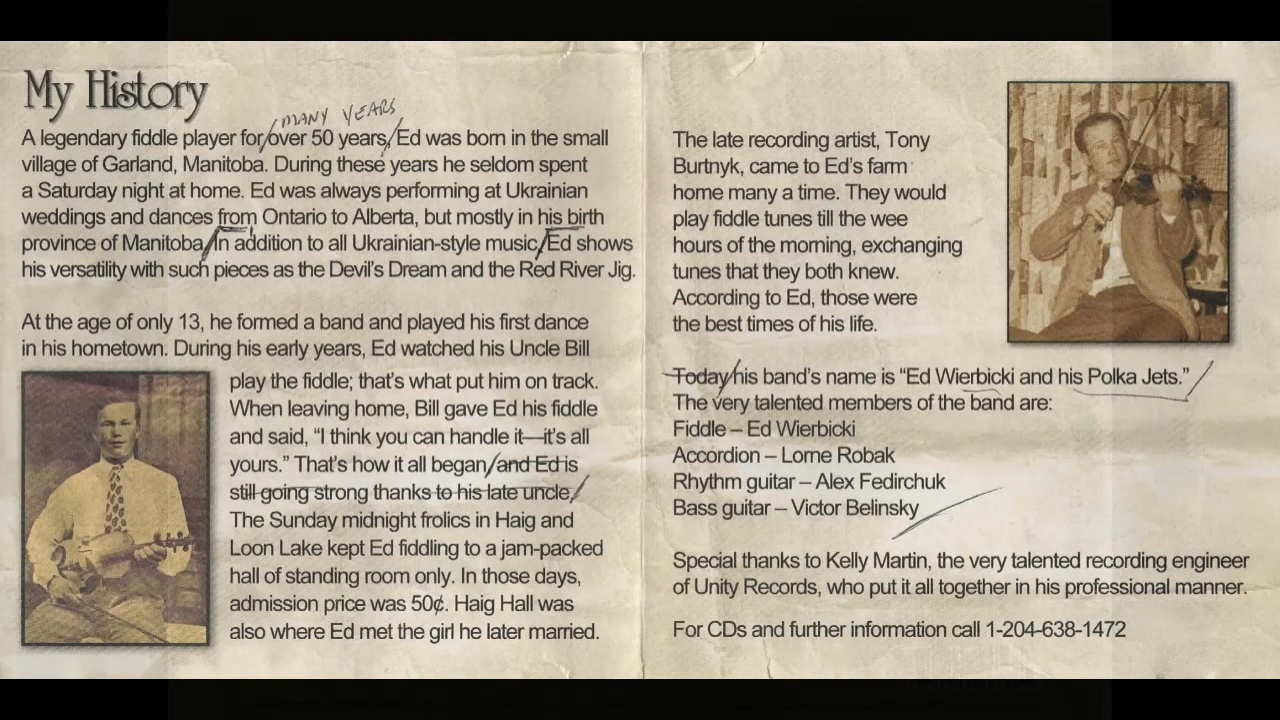 My History
MANY YEARS
A legendary fiddle player for over 50 years, Ed was born in the small
village of Garland, Manitoba. During these years he seldom spent
a Saturday night at home. Ed was always performing at Ukrainian
weddings and dances from Ontario to Alberta, but mostly in his birth
province of Manitoba. In addition to all Ukrainian-style music, Ed shows
his versatility with such pieces as the Devil's Dream and the Red River Jig.
At the age of only 13, he formed a band and played his first dance
in his hometown. During his early years, Ed watched his Uncle Bill
play the fiddle; that's what put him on track.
When leaving home, Bill gave Ed his fiddle
and said, “I think you can handle it—it's all
yours.” That's how it all began, and Ed is
still going strong thanks to his late uncle.
The Sunday midnight frolics in Haig and
Loon Lake kept Ed fiddling to a jam-packed
hall of standing room only. In those days,
admission price was 50¢. Haig Hall was
also where Ed met the girl he later married.
The late recording artist, Tony
Burtnyk, came to Ed's farm
home many a time. They would
play fiddle tunes till the wee
hours of the morning, exchanging
tunes that they both knew.
According to Ed, those were
the best times of his life.
Today his band's name is “Ed Wierbicki and his Polka Jets.”
The very talented members of the band are:
Fiddle – Ed Wierbicki
Accordion – Lorne Robak
Rhythm guitar – Alex Fedirchuk
Bass guitar – Victor Belinsky
Special thanks to Kelly Martin, the very talented recording engineer
of Unity Records, who put it all together in his professional manner.
For CDs and further information call 1-204-638-1472